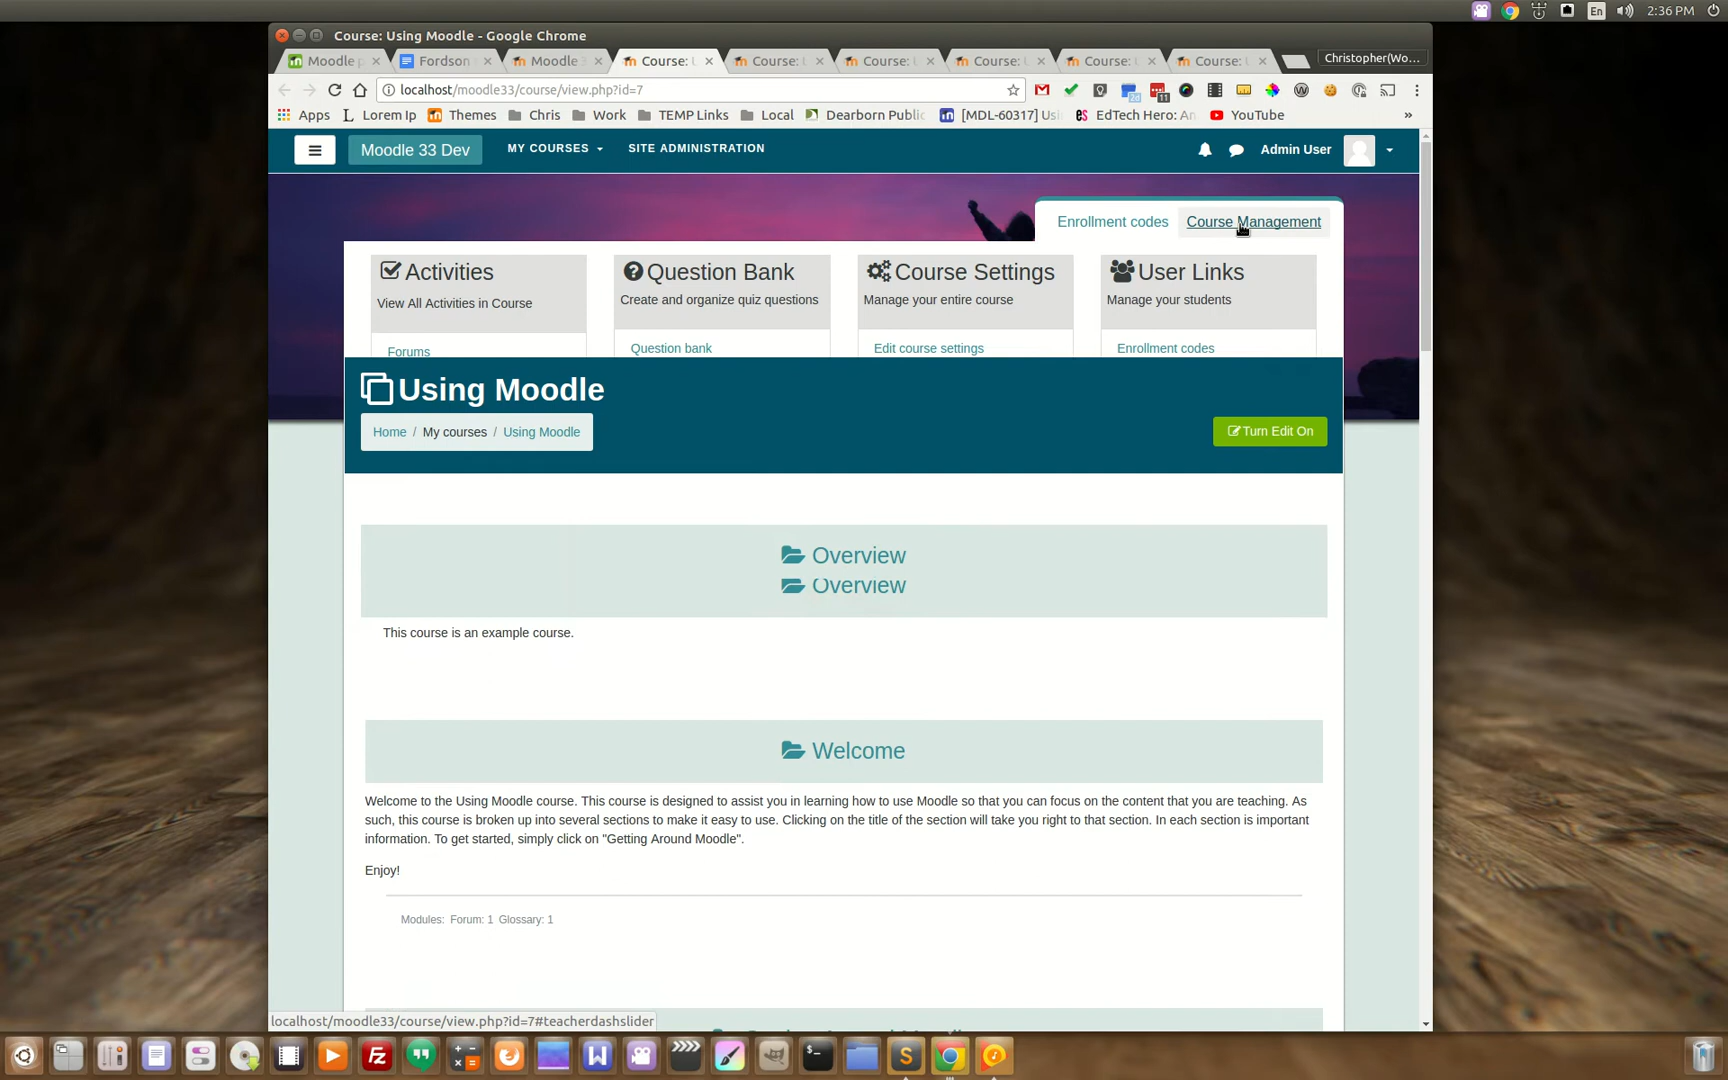 En
2:36 PM
Course: Using Moodle - Google Chrome
Moodle p
Fordson
Moodle
Course: U
Course: U
Course: U
Course: U
Course: U
Course: U
Christopher(Wo...
localhost/moodle33/course/view.php?id=7
11
Apps
Lorem Ip
Themes
Chris
Work
TEMP Links
Local
Dearborn Public
[MDL-60317] Usi
EdTech Hero: An
YouTube
»
Moodle 33 Dev
MY COURSES
SITE ADMINISTRATION
Admin User
Enrollment codes
Course Management
Activities
View All Activities in Course
Forums
Question Bank
Create and organize quiz questions
Question bank
Course Settings
Manage your entire course
Edit course settings
User Links
Manage your students
Enrollment codes
Using Moodle
Home / My courses / Using Moodle
Turn Edit On
Overview
Overview
This course is an example course.
Welcome
Welcome to the Using Moodle course. This course is designed to assist you in learning how to use Moodle so that you can focus on the content that you are teaching. As
such, this course is broken up into several sections to make it easy to use. Clicking on the title of the section will take you right to that section. In each section is important
information. To get started, simply click on "Getting Around Moodle".
Enjoy!
Modules: Forum: 1 Glossary: 1
localhost/moodle33/course/view.php?id=7#teacherdashslider